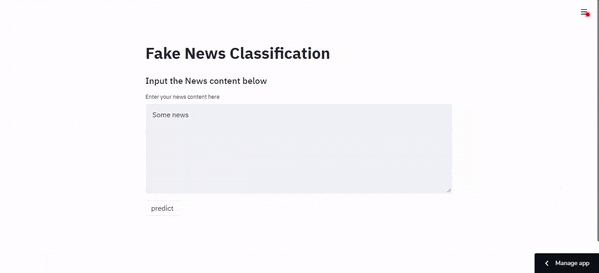 Fake News Classification
Input the News content below
Enter your news content here
Some news
predict
Manage app